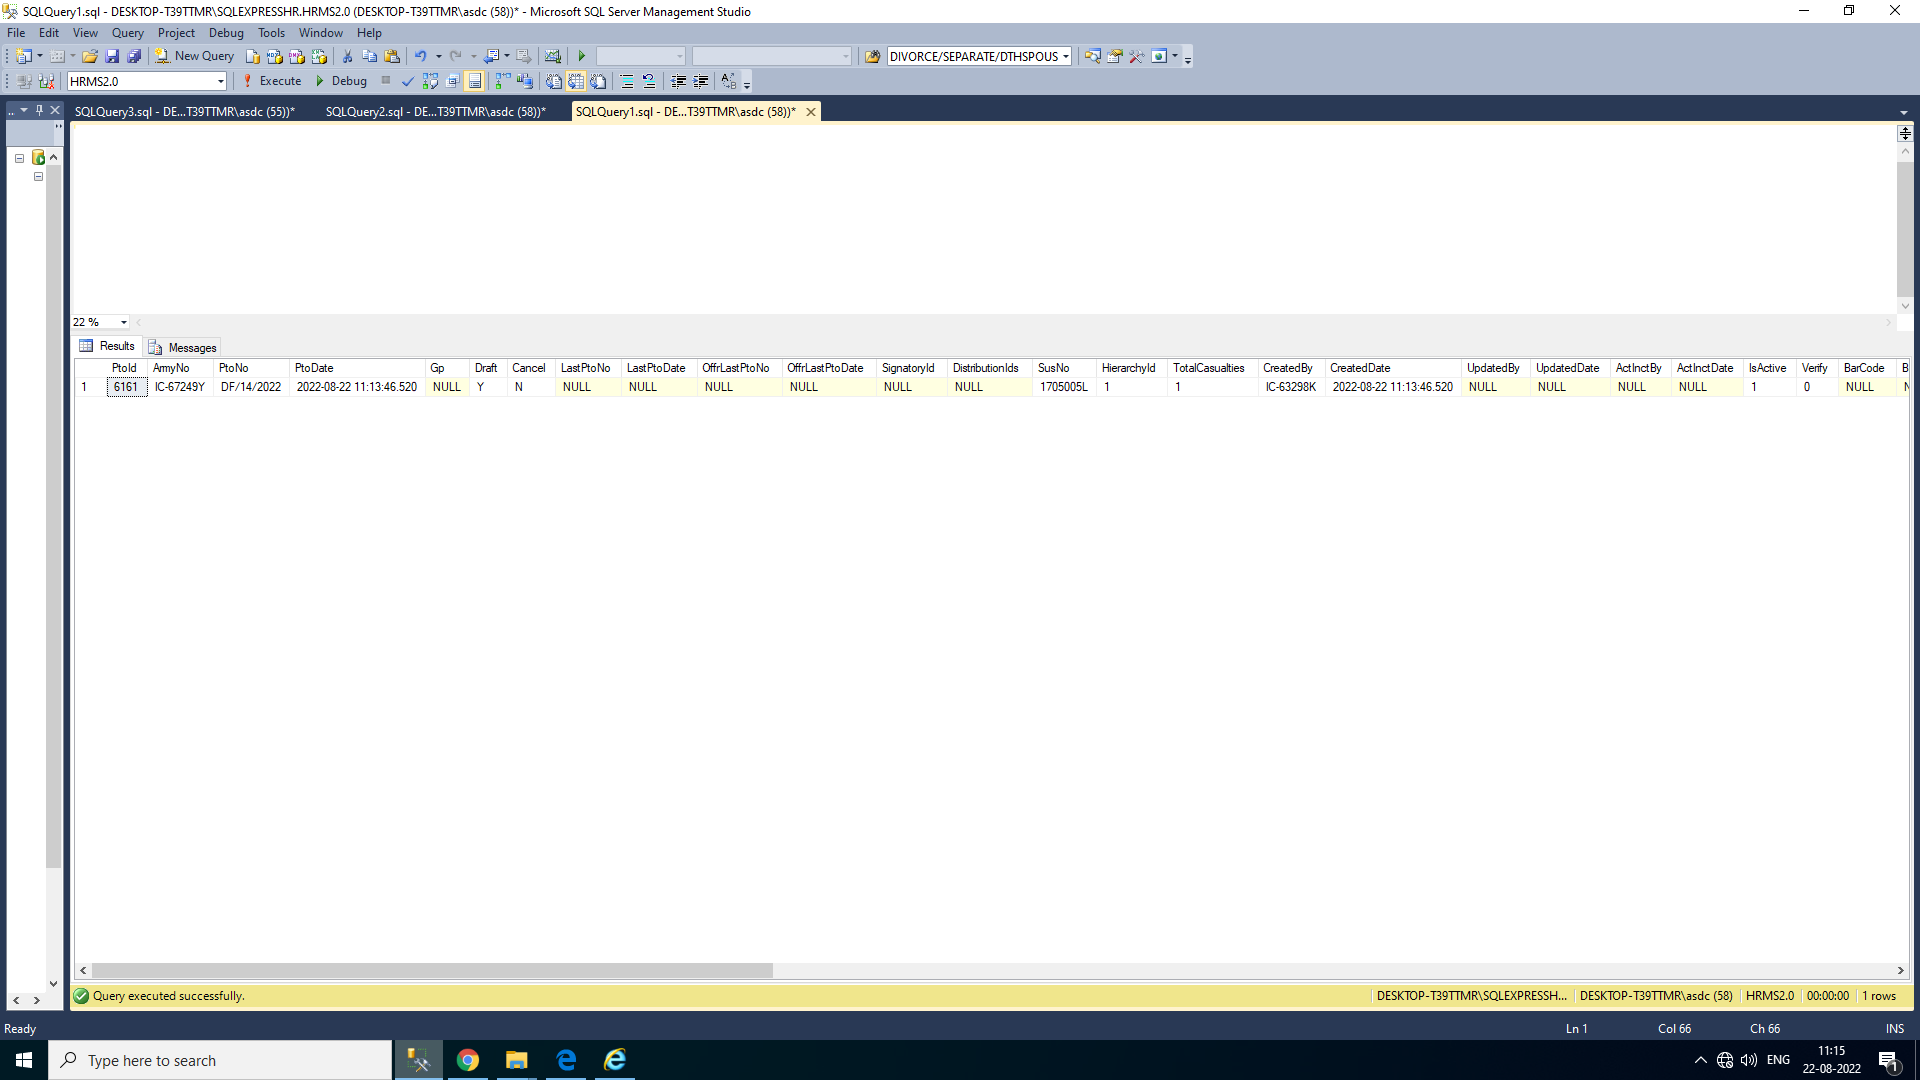 SQLQuery1.sql - DESKTOP-T39TTMR\SQLEXPRESSHR.HRMS2.0 (DESKTOP-T39TTMR\asdc (58))* - Microsoft SQL Server Management Studio
File Edit View Query Project Debug Tools Window Help
New Query DIVORCE/SEPARATE/DTHSPOUS
HRMS2.0 Execute Debug
SQLQuery3.sql - DE...T39TTMR\asdc (55))* SQLQuery2.sql - DE...T39TTMR\asdc (58))* SQLQuery1.sql - DE...T39TTMR\asdc (58))*
22 %
Results Messages
PtoId ArmyNo PtoNo PtoDate Gp Draft Cancel LastPtoNo LastPtoDate OffrLastPtoNo OffrLastPtoDate SignatoryId DistributionIds SusNo HierarchyId TotalCasualties CreatedBy CreatedDate UpdatedBy UpdatedDate ActInctBy ActInctDate IsActive Verify BarCode B
1 6161 IC-67249Y DF/14/2022 2022-08-22 11:13:46.520 NULL Y N NULL NULL NULL NULL NULL NULL 1705005L 1 1 IC-63298K 2022-08-22 11:13:46.520 NULL NULL NULL NULL 1 0 NULL N
Query executed successfully. DESKTOP-T39TTMR\SQLEXPRESSH... DESKTOP-T39TTMR\asdc (58) HRMS2.0 00:00:00 1 rows
Ready Ln 1 Col 66 Ch 66 INS
Type here to search ENG 11:15
22-08-2022 1